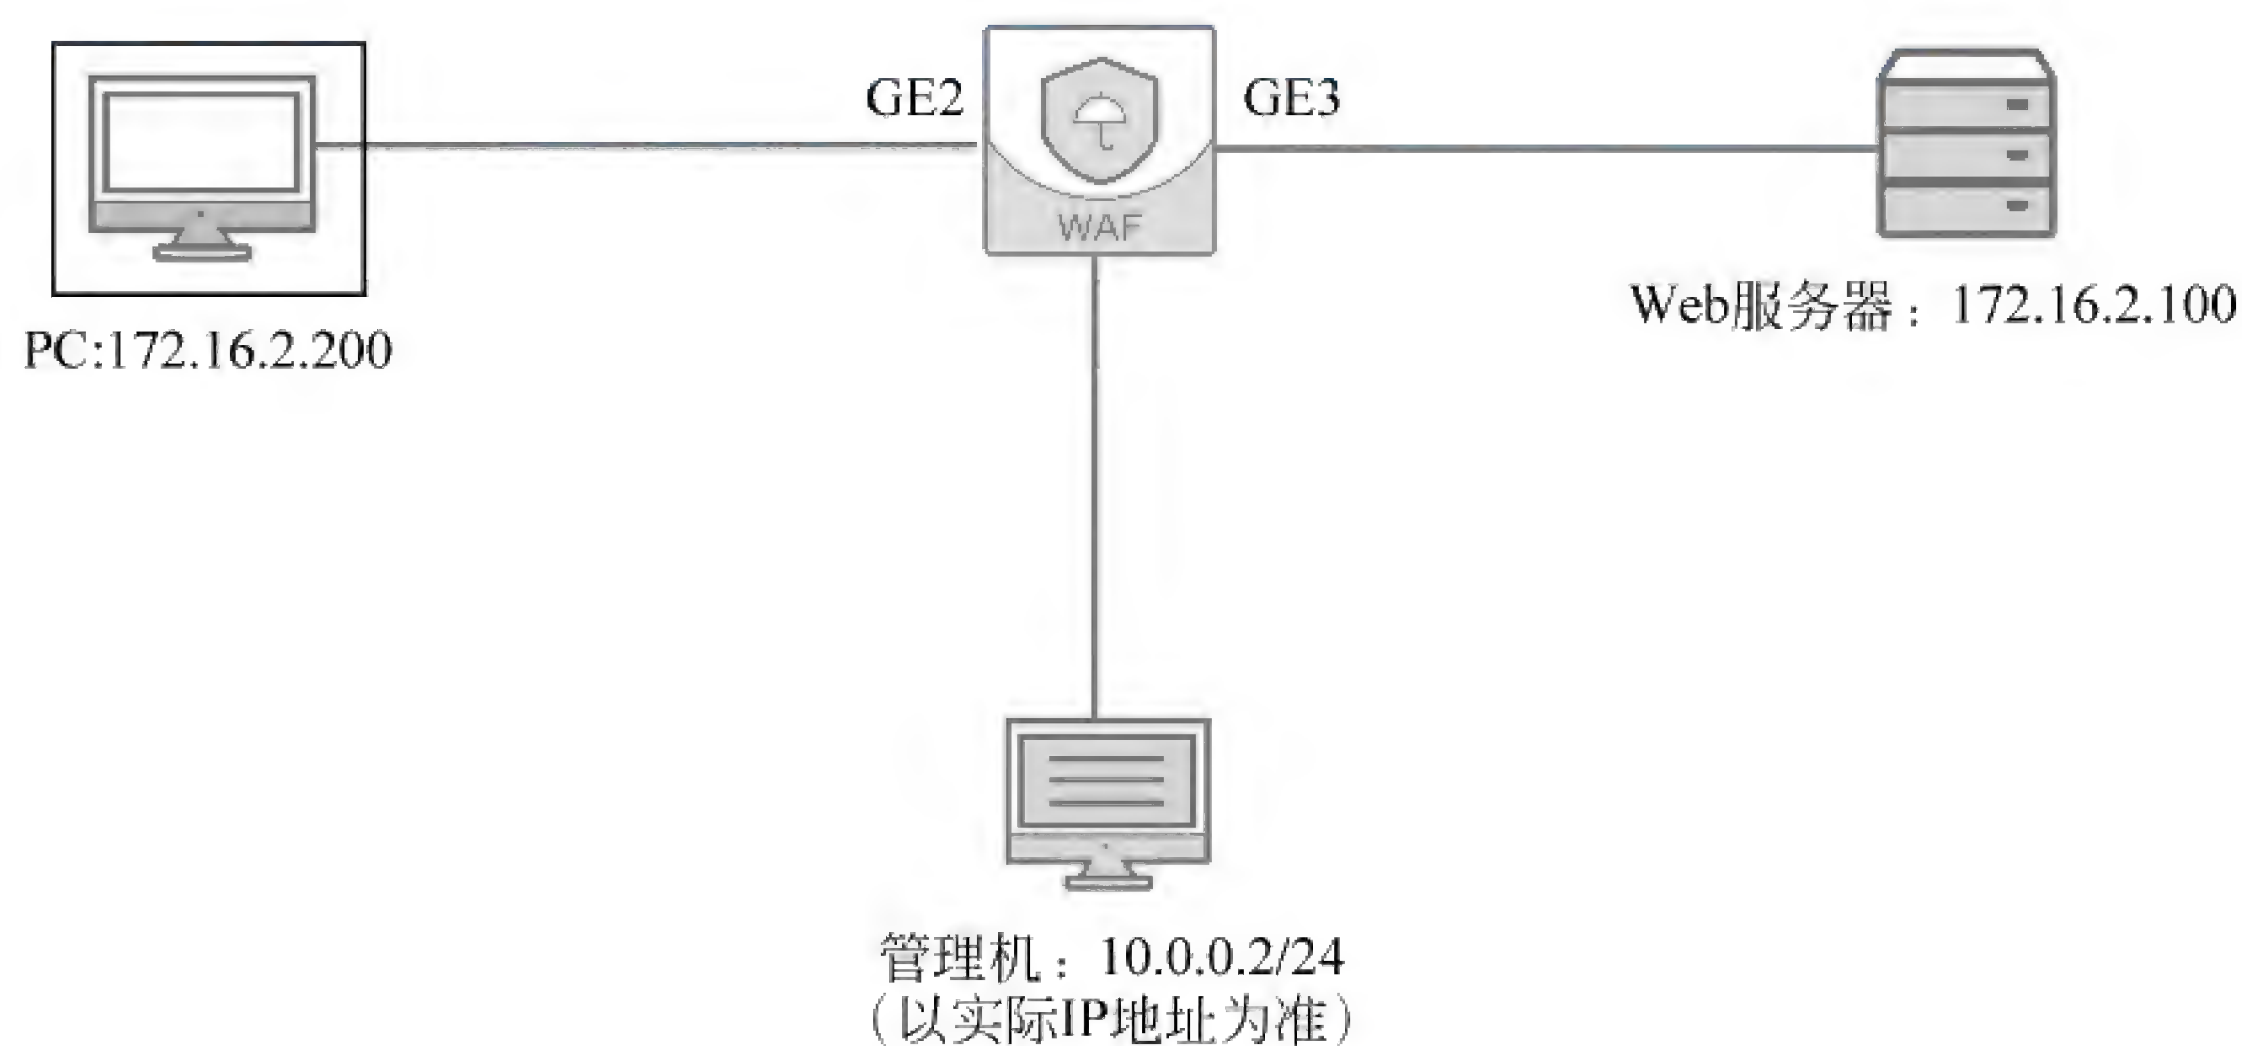 GE2
GE3
WAF
PC:172.16.2.200
Web服务器：172.16.2.100
管理机：10.0.0.2/24
（以实际IP地址为准）